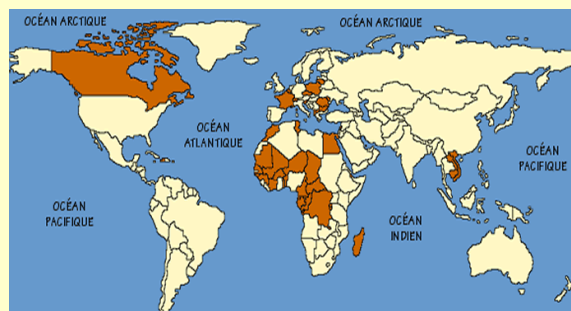 OCÉAN ARCTIQUE
OCÉAN ARCTIQUE
OCÉAN
ATLANTIQUE
OCÉAN
PACIFIQUE
OCÉAN
PACIFIQUE
OCÉAN
INDIEN